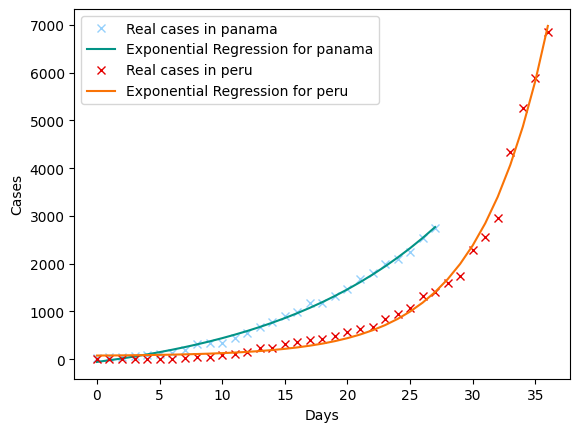 Real cases in panama
Exponential Regression for panama
Real cases in peru
Exponential Regression for peru
7000
6000
5000
4000
3000
2000
1000
0
Cases
0 5 10 15 20 25 30 35
Days